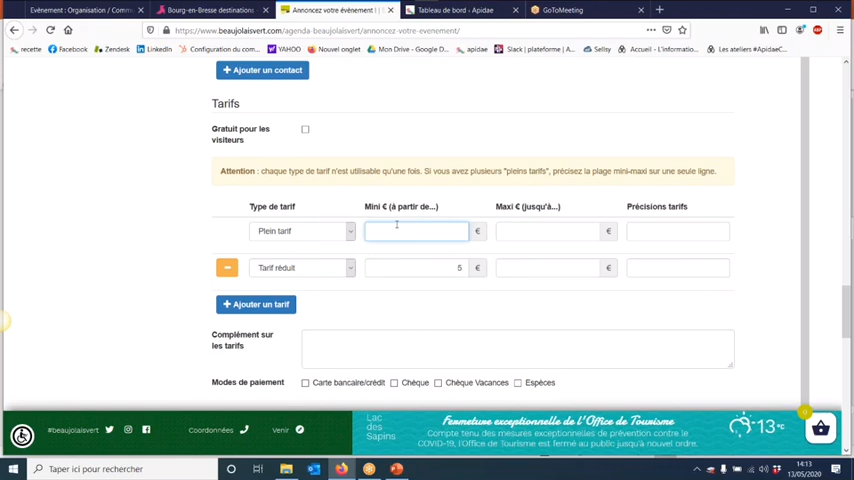 Evénement : Organisation / Comm
Bourg-en-Bresse destinations
Annoncez votre événement ! |
Tableau de bord ‹ Apidae
GoToMeeting
https://www.beaujolaisvert.com/agenda-beaujolaisvert/annoncez-votre-evenement/
recette
Facebook
Zendesk
LinkedIn
Configuration du com...
YAHOO
Nouvel onglet
Mon Drive - Google D...
apidae
Slack | plateforme | A...
Sellsy
Les ateliers #ApidaeC...
+ Ajouter un contact
Tarifs
Gratuit pour les
visiteurs
Attention : chaque type de tarif n'est utilisable qu'une fois. Si vous avez plusieurs "pleins tarifs", précisez la plage mini-maxi sur une seule ligne.
Type de tarif Mini € (à partir de...) Maxi € (jusqu'à...) Précisions tarifs
Plein tarif € €
Tarif réduit 5 € €
+ Ajouter un tarif
Complément sur
les tarifs
Modes de paiement Carte bancaire/crédit Chèque Chèque Vacances Espèces
#beaujolaisvert
Coordonnées
Venir
Lac
des
Sapins
Fermeture exceptionnelle de l'Office de Tourisme
Compte tenu des mesures exceptionnelles de prévention contre le
COVID-19, l'Office de Tourisme est fermé au public jusqu'à nouvel ordre.
-13°C
0
Taper ici pour rechercher
14:13
13/05/2020